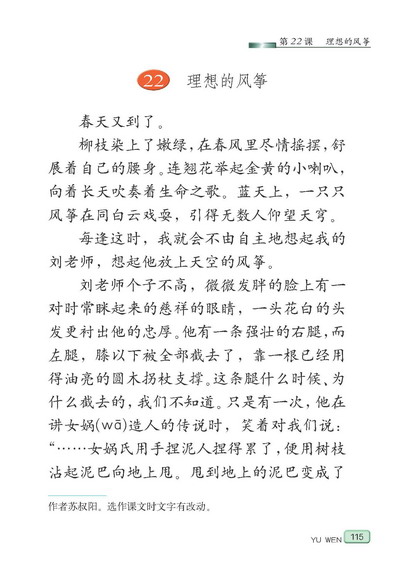 第22课 理想的风筝
22 理想的风筝
春天又到了。
柳枝染上了嫩绿，在春风里尽情摇摆，舒
展着自己的腰身。连翘花举起金黄的小喇叭，
向着长天吹奏着生命之歌。蓝天上，一只只
风筝在同白云戏耍，引得无数人仰望天穹。
每逢这时，我就会不由自主地想起我的
刘老师，想起他放上天空的风筝。
刘老师个子不高，微微发胖的脸上有一
对时常眯起来的慈祥的眼睛，一头花白的头
发更衬出他的忠厚。他有一条强壮的右腿，而
左腿，膝以下被全部截去了，靠一根已经用
得油亮的圆木拐杖支撑。这条腿什么时候、为
什么截去的，我们不知道。只是有一次，他在
讲女娲(wā)造人的传说时，笑着对我们说：
“……女娲氏用手捏泥人捏得累了，便用树枝
沾起泥巴向地上甩。甩到地上的泥巴变成了
作者苏叔阳。选作课文时文字有改动。
YU WEN 115